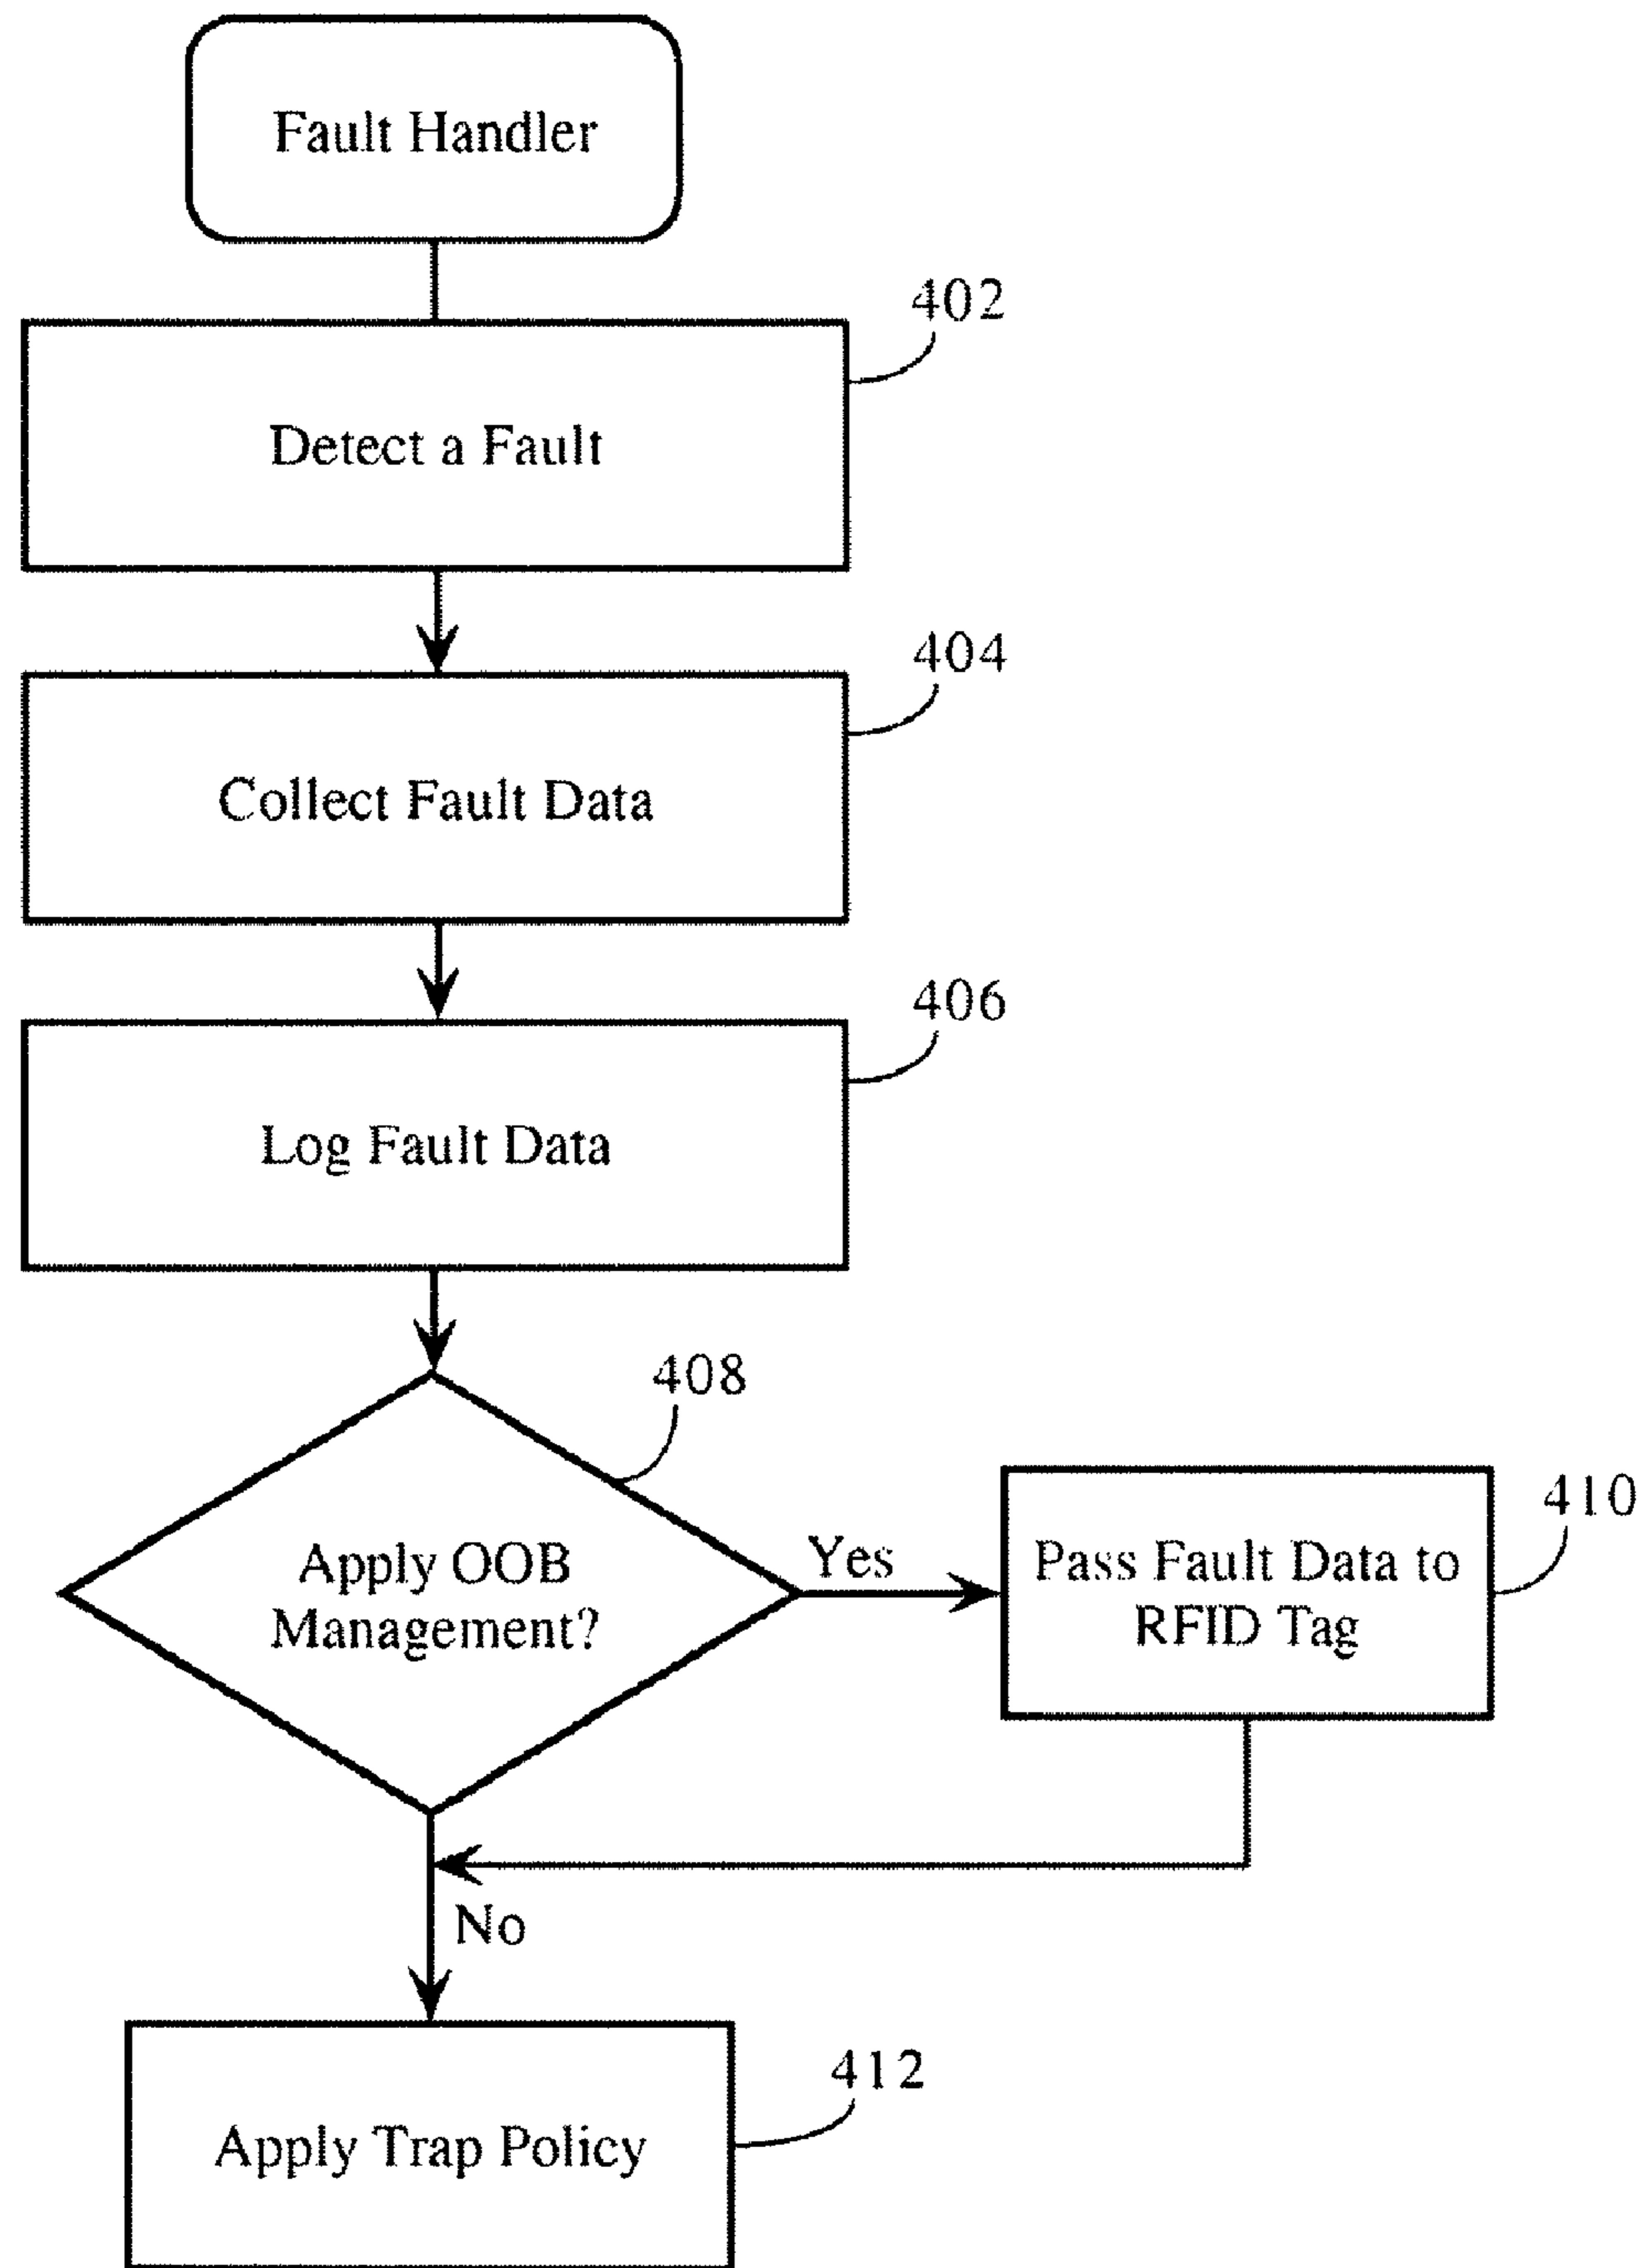 Fault Handler
402
Detect a Fault
404
Collect Fault Data
406
Log Fault Data
408
Apply OOB
Management?
Yes
Pass Fault Data to
RFID Tag
410
No
412
Apply Trap Policy